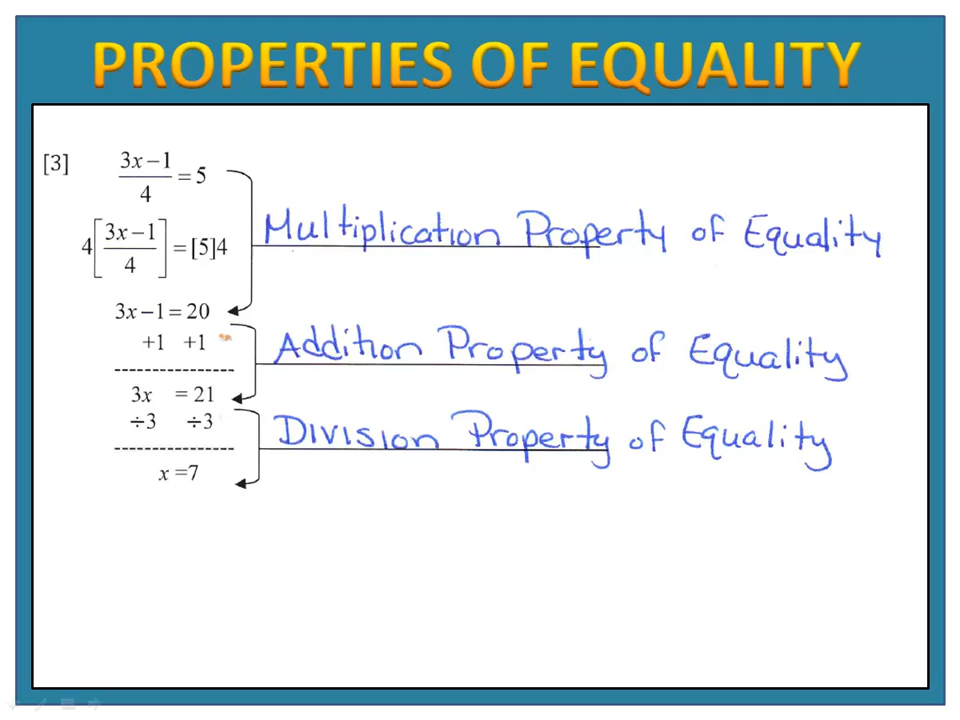 PROPERTIES OF EQUALITY
[3] (3x−1)/4 = 5
4[(3x−1)/4] = [5]4 Multiplication Property of Equality
3x−1 = 20
+1 +1 Addition Property of Equality
----------------
3x = 21
÷3 ÷3 Division Property of Equality
----------------
x =7